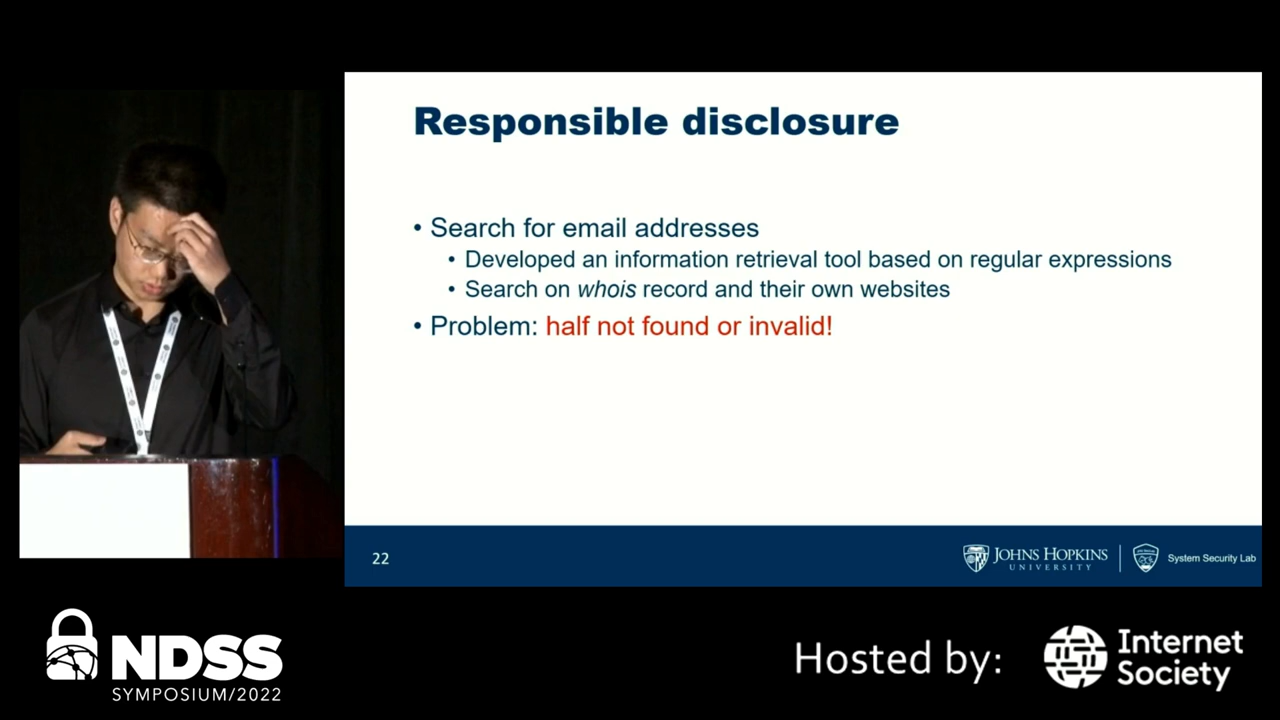 Responsible disclosure
• Search for email addresses
• Developed an information retrieval tool based on regular expressions
• Search on whois record and their own websites
• Problem: half not found or invalid!
22
JOHNS HOPKINS
UNIVERSITY
System Security Lab
NDSS
SYMPOSIUM/2022
Hosted by:
Internet
Society